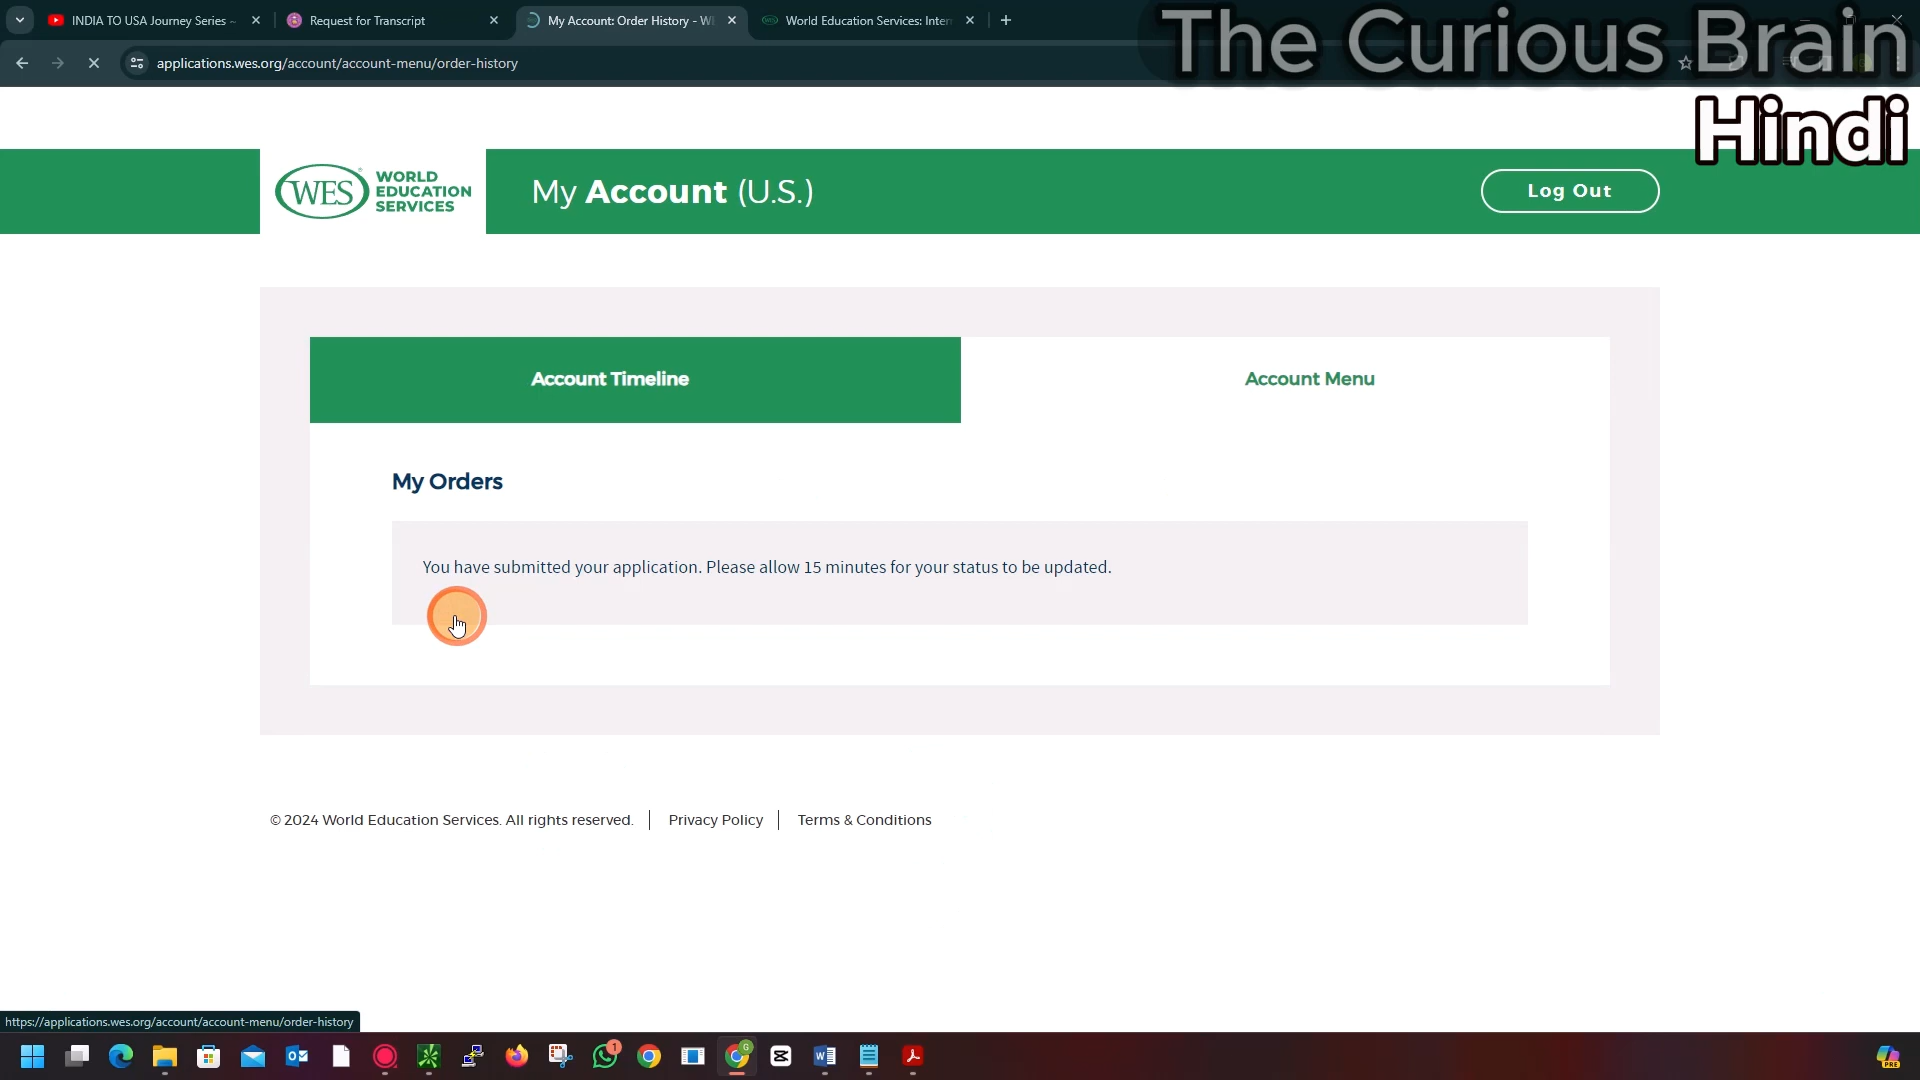 INDIA TO USA Journey Series ~
Request for Transcript
My Account: Order History - W
World Education Services: Inter
applications.wes.org/account/account-menu/order-history
The Curious Brain
Hindi
WES
WORLD
EDUCATION
SERVICES
My Account (U.S.)
Log Out
Account Timeline
Account Menu
My Orders
You have submitted your application. Please allow 15 minutes for your status to be updated.
© 2024 World Education Services. All rights reserved.
Privacy Policy
Terms & Conditions
https://applications.wes.org/account/account-menu/order-history
1
G
PRE